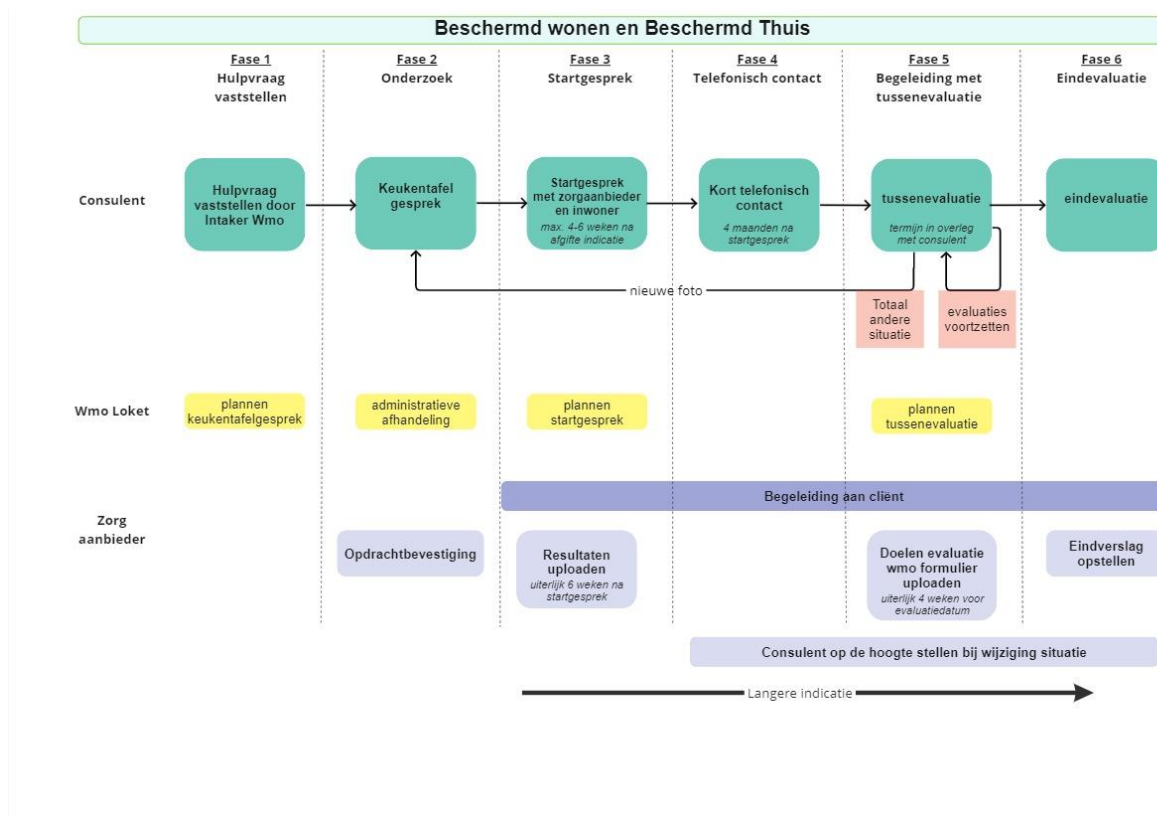 Beschermd wonen en Beschermd Thuis
Fase 1
Hulpvraag
vaststellen
Fase 2
Onderzoek
Fase 3
Startgesprek
Fase 4
Telefonisch contact
Fase 5
Begeleiding met
tussenevaluatie
Fase 6
Eindevaluatie
Consulent
Hulpvraag
vaststellen door
Intaker Wmo
Keukentafel
gesprek
Startgesprek
met zorgaanbieder
en inwoner
max. 4-6 weken na
afgifte indicatie
Kort telefonisch
contact
4 maanden na
startgesprek
tussenevaluatie
termijn in overleg
met consulent
eindevaluatie
nieuwe foto
Totaal
andere
situatie
evaluaties
voortzetten
Wmo Loket
plannen
keukentafelgesprek
administratieve
afhandeling
plannen
startgesprek
plannen
tussenevaluatie
Zorg
aanbieder
Begeleiding aan cliënt
Opdrachtbevestiging
Resultaten
uploaden
uiterlijk 6 weken na
startgesprek
Doelen evaluatie
wmo formulier
uploaden
uiterlijk 4 weken voor
evaluatiedatum
Eindverslag
opstellen
Consulent op de hoogte stellen bij wijziging situatie
Langere indicatie